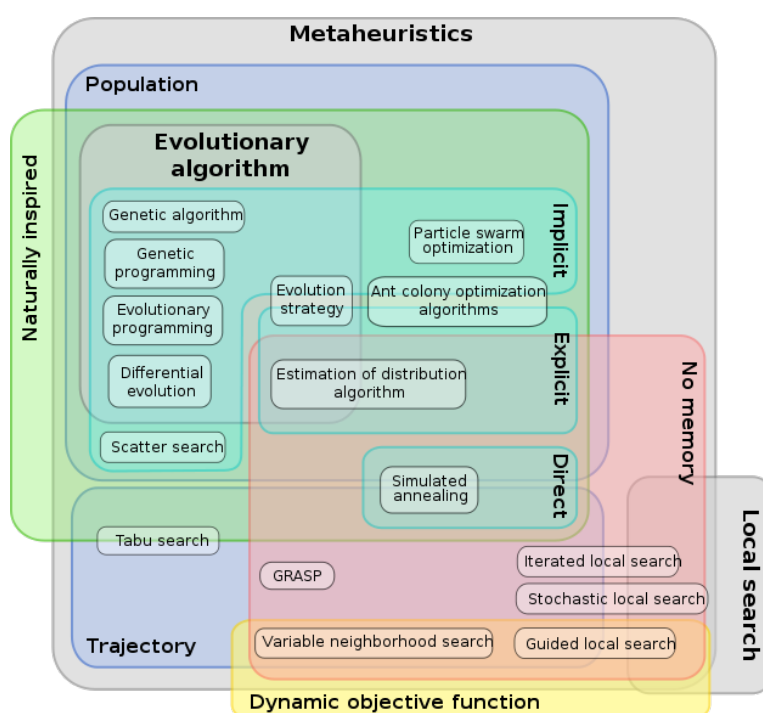 Metaheuristics
Population
Naturally inspired
Evolutionary
algorithm
Genetic algorithm
Implicit
Particle swarm
optimization
Genetic
programming
Evolution
strategy
Ant colony optimization
algorithms
Evolutionary
programming
Explicit
Differential
evolution
Estimation of distribution
algorithm
No memory
Scatter search
Direct
Simulated
annealing
Tabu search
Local search
Iterated local search
GRASP
Stochastic local search
Trajectory
Variable neighborhood search
Guided local search
Dynamic objective function